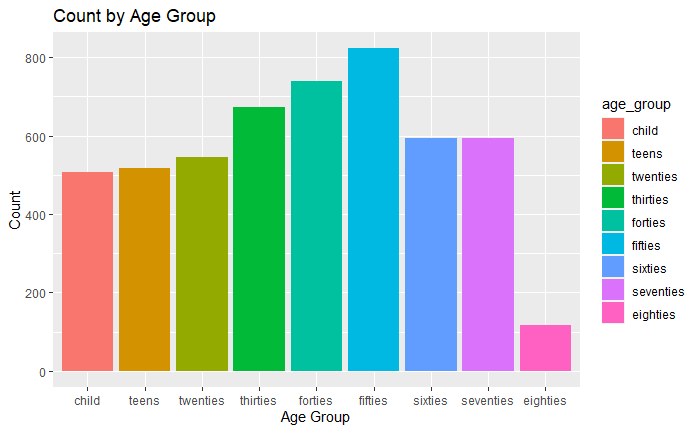 Count by Age Group
800
600
400
200
0
Count
child teens twenties thirties forties fifties sixties seventies eighties
Age Group
age_group
child
teens
twenties
thirties
forties
fifties
sixties
seventies
eighties